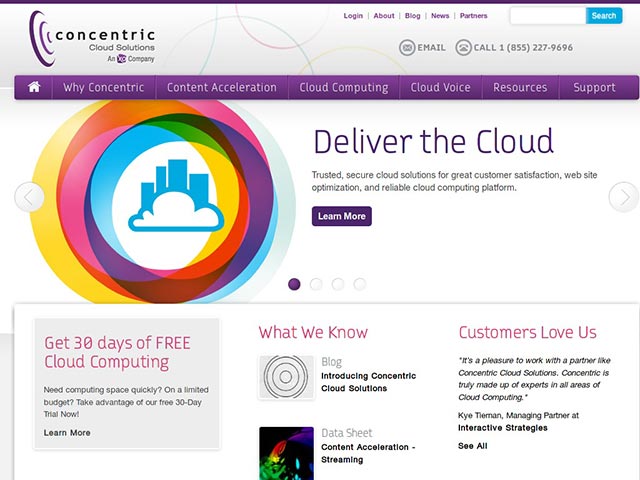 Login | About | Blog | News | Partners
Search
concentric
Cloud Solutions
An XO Company
EMAIL CALL 1 (855) 227-9696
Why Concentric Content Acceleration Cloud Computing Cloud Voice Resources Support
Deliver the Cloud
Trusted, secure cloud solutions for great customer satisfaction, web site
optimization, and reliable cloud computing platform.
Learn More
Get 30 days of FREE
Cloud Computing
Need computing space quickly? On a limited
budget? Take advantage of our free 30-Day
Trial Now!
Learn More
What We Know
Blog
Introducing Concentric
Cloud Solutions
Data Sheet
Content Acceleration -
Streaming
Customers Love Us
"It's a pleasure to work with a partner like
Concentric Cloud Solutions. Concentric is
truly made up of experts in all areas of
Cloud Computing."
Kye Tiernan, Managing Partner at
Interactive Strategies
See All